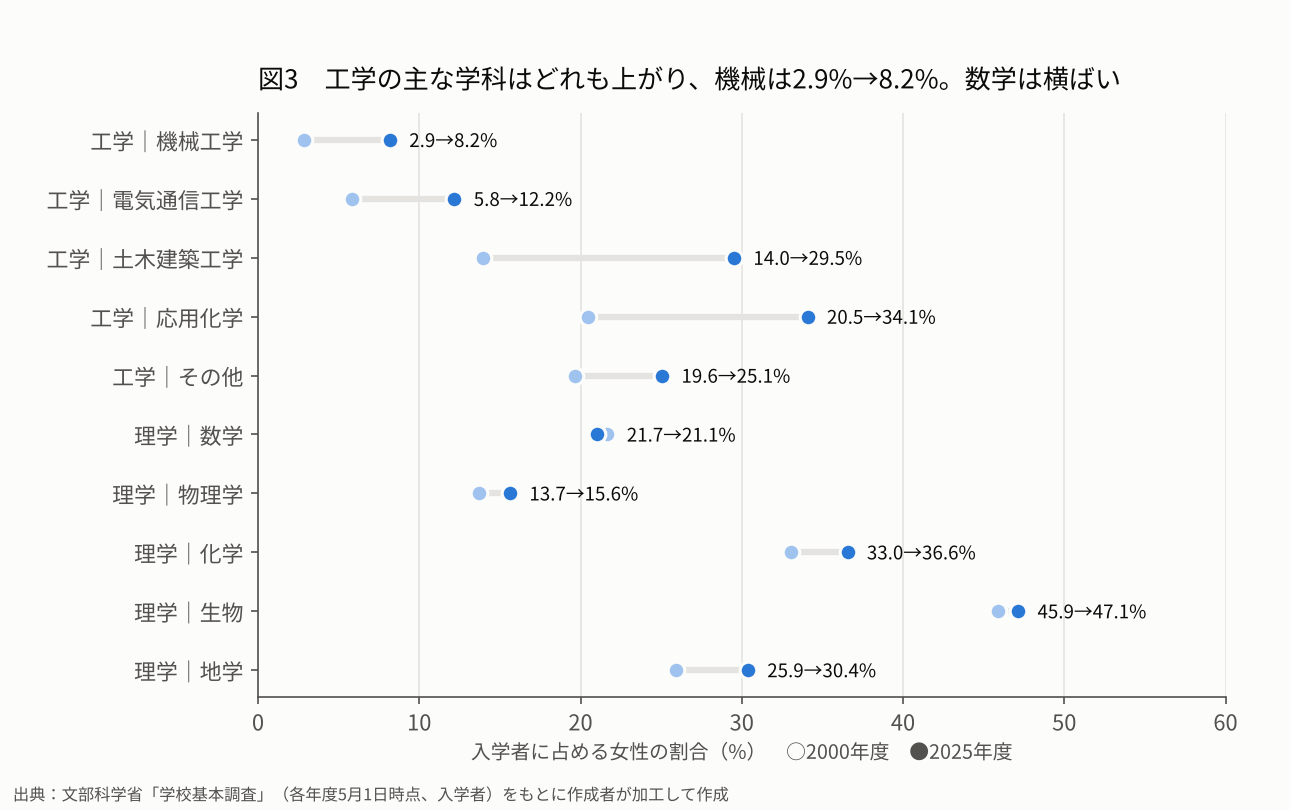 図3　工学の主な学科はどれも上がり、機械は2.9%→8.2%。数学は横ばい
工学｜機械工学 2.9→8.2%
工学｜電気通信工学 5.8→12.2%
工学｜土木建築工学 14.0→29.5%
工学｜応用化学 20.5→34.1%
工学｜その他 19.6→25.1%
理学｜数学 21.7→21.1%
理学｜物理学 13.7→15.6%
理学｜化学 33.0→36.6%
理学｜生物 45.9→47.1%
理学｜地学 25.9→30.4%
0 10 20 30 40 50 60
入学者に占める女性の割合（%）　○2000年度　●2025年度
出典：文部科学省「学校基本調査」（各年度5月1日時点、入学者）をもとに作成者が加工して作成